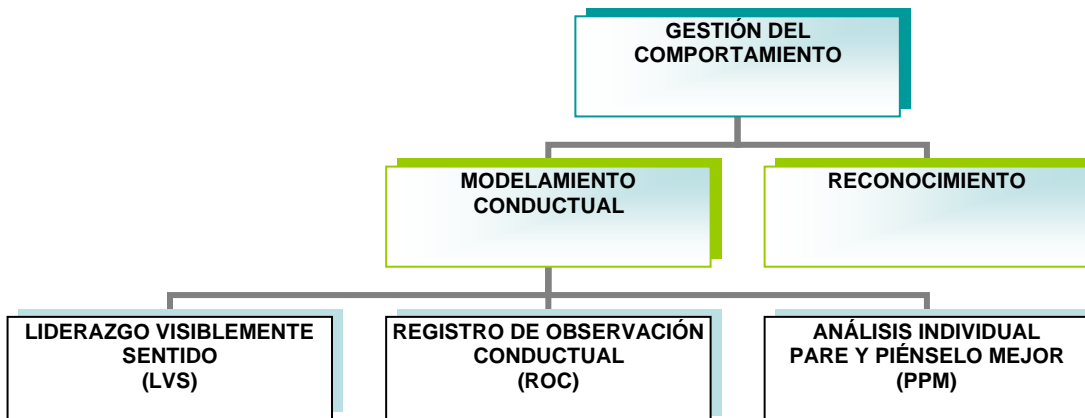 GESTIÓN DEL
COMPORTAMIENTO
MODELAMIENTO
CONDUCTUAL
RECONOCIMIENTO
LIDERAZGO VISIBLEMENTE
SENTIDO
(LVS)
REGISTRO DE OBSERVACIÓN
CONDUCTUAL
(ROC)
ANÁLISIS INDIVIDUAL
PARE Y PIÉNSELO MEJOR
(PPM)